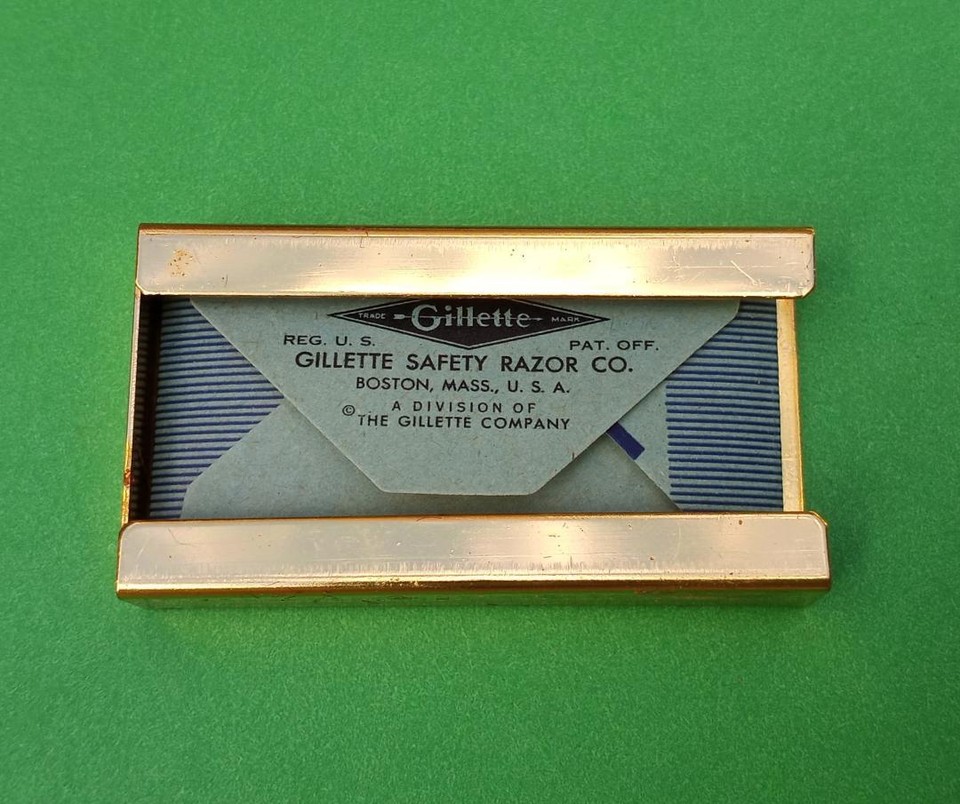 TRADE Gillette MARK
REG. U. S. PAT. OFF.
GILLETTE SAFETY RAZOR CO.
BOSTON, MASS., U. S. A.
© A DIVISION OF
THE GILLETTE COMPANY